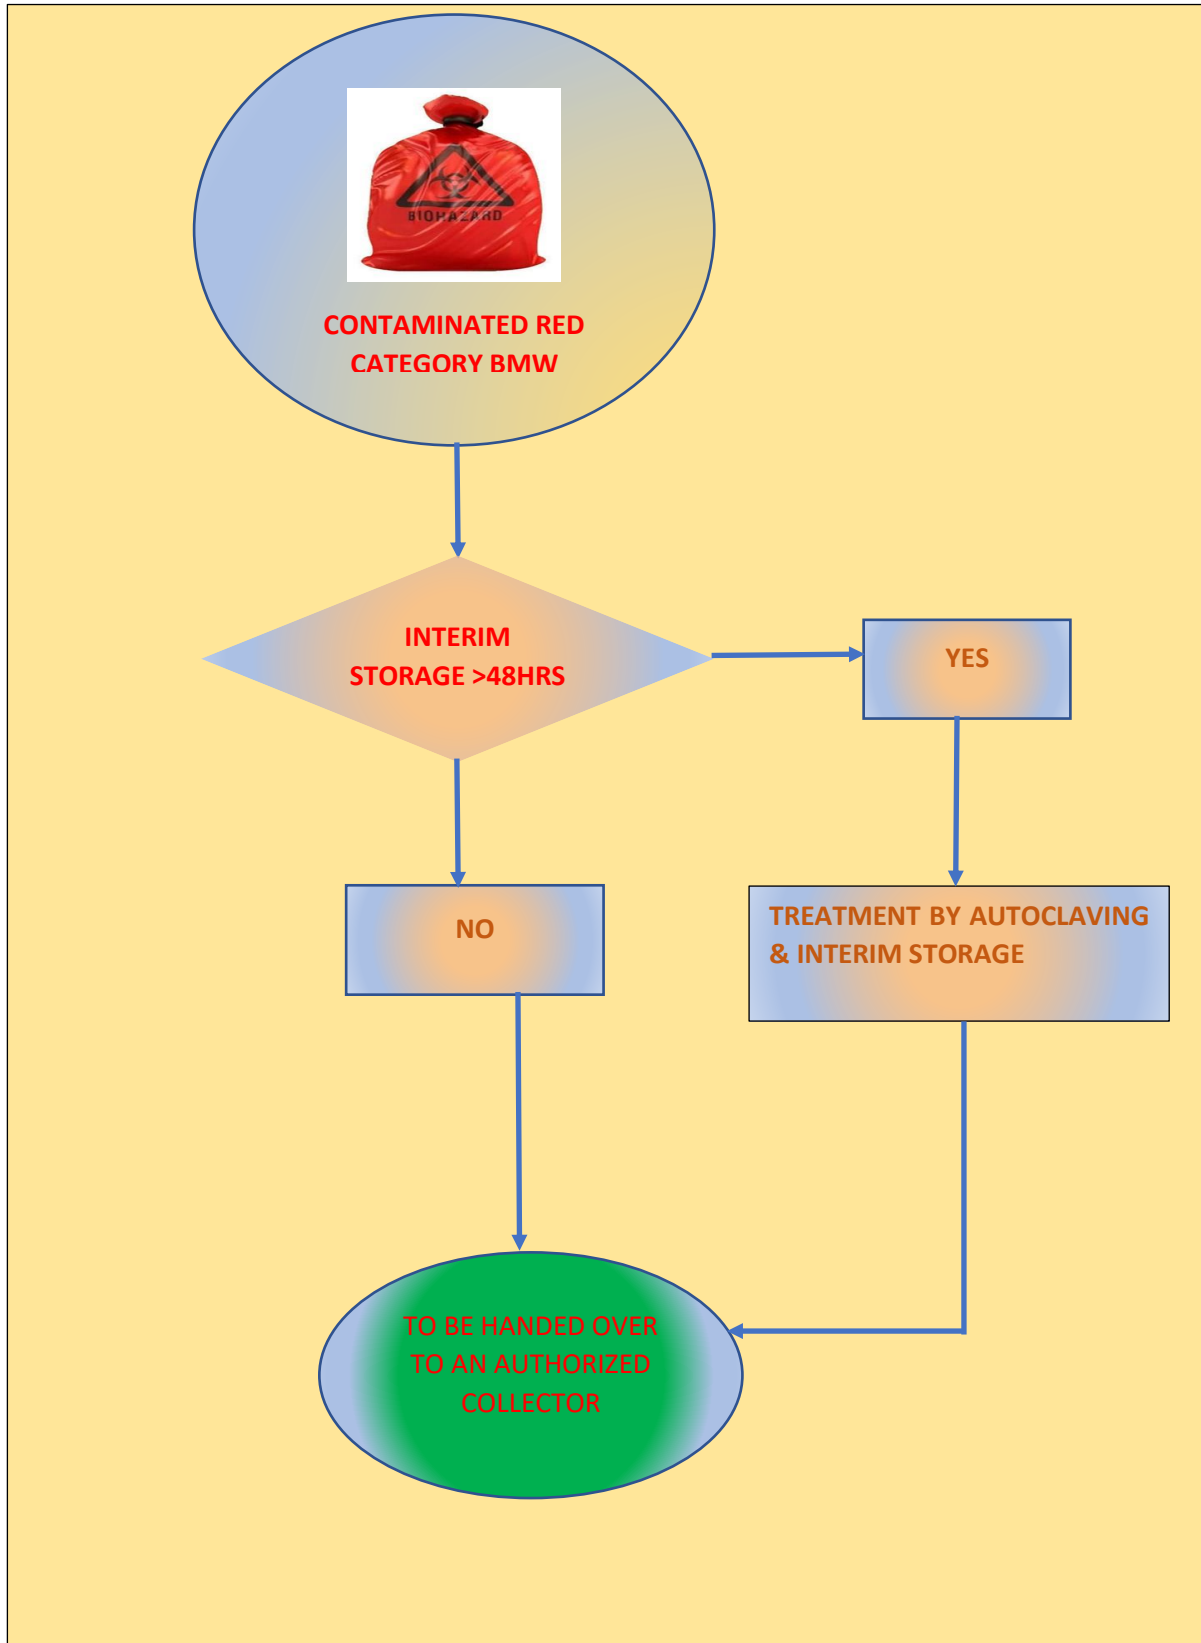 BIOHAZARD
CONTAMINATED RED
CATEGORY BMW
INTERIM
STORAGE >48HRS
YES
NO
TREATMENT BY AUTOCLAVING
& INTERIM STORAGE
TO BE HANDED OVER
TO AN AUTHORIZED
COLLECTOR